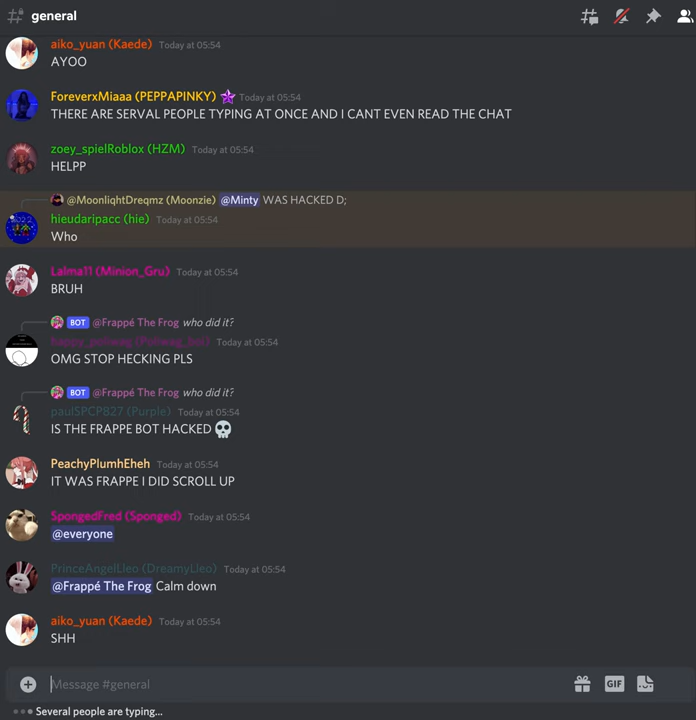 general
aiko_yuan (Kaede) Today at 05:54
AYOO
ForeverxMiaaa (PEPPAPINKY) Today at 05:54
THERE ARE SERVAL PEOPLE TYPING AT ONCE AND I CANT EVEN READ THE CHAT
zoey_spielRoblox (HZM) Today at 05:54
HELPP
@MoonlightDreqmz (Moonzie) @Minty WAS HACKED D;
hieudaripacc (hie) Today at 05:54
Who
Lalma11 (Minion_Gru) Today at 05:54
BRUH
BOT @Frappé The Frog who did it?
happy_poliwag (Poliwag_boi) Today at 05:54
OMG STOP HECKING PLS
BOT @Frappé The Frog who did it?
paulSPCP827 (Purple) Today at 05:54
IS THE FRAPPE BOT HACKED 💀
PeachyPlumhEheh Today at 05:54
IT WAS FRAPPE I DID SCROLL UP
SpongedFred (Sponged) Today at 05:54
@everyone
PrinceAngelLleo (DreamyLleo) Today at 05:54
@Frappé The Frog Calm down
aiko_yuan (Kaede) Today at 05:54
SHH
Message #general
GIF
Several people are typing...